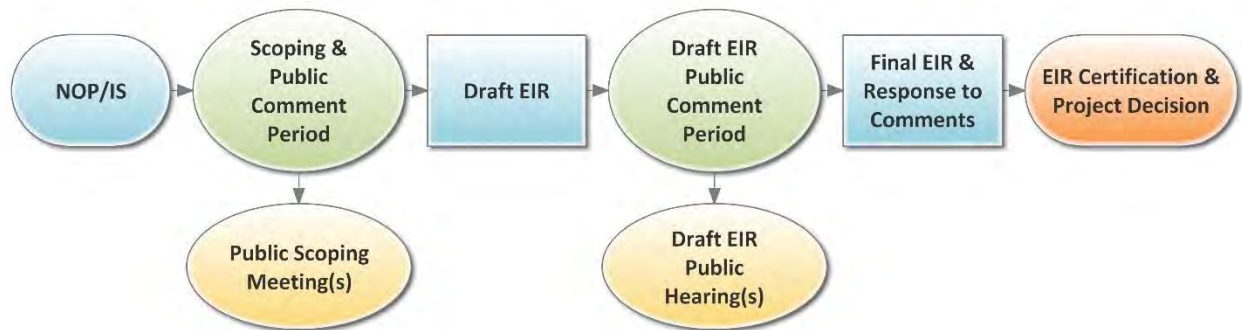 NOP/IS
Scoping &
Public
Comment
Period
Draft EIR
Draft EIR
Public
Comment
Period
Final EIR &
Response to
Comments
EIR Certification &
Project Decision
Public Scoping
Meeting(s)
Draft EIR
Public
Hearing(s)